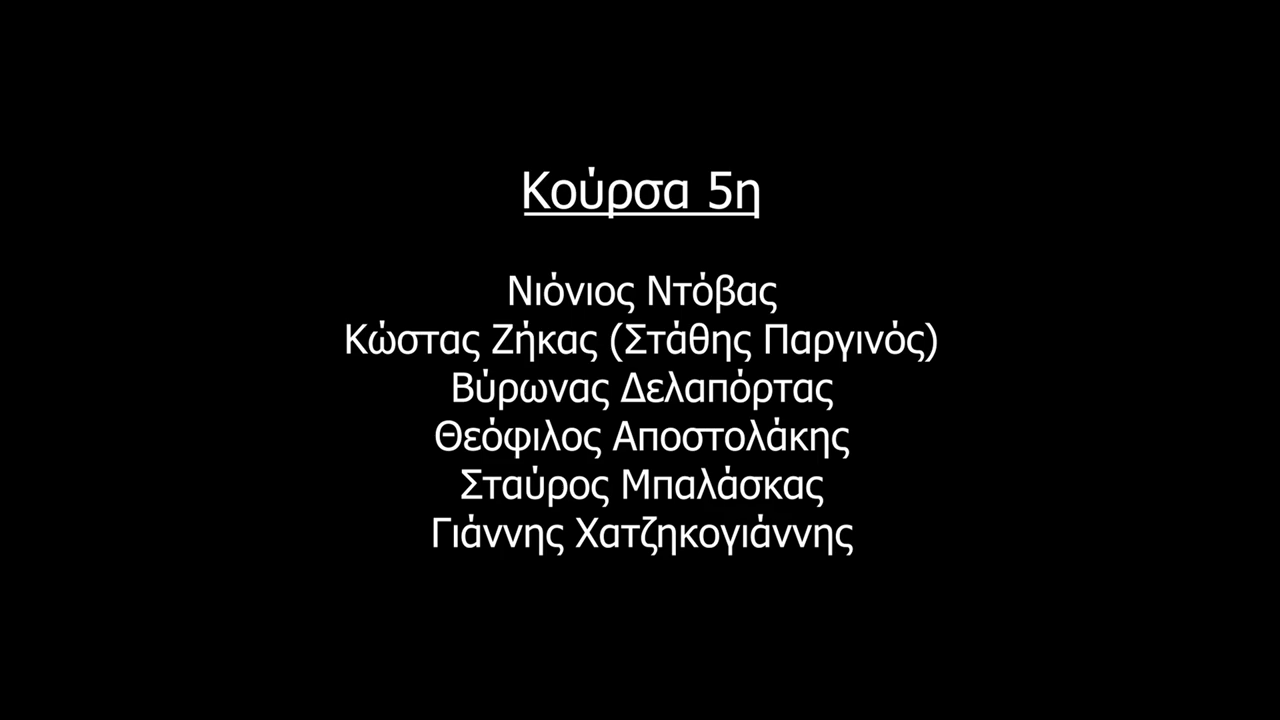 Κούρσα 5η
Νιόνιος Ντόβας
Κώστας Ζήκας (Στάθης Παργινός)
Βύρωνας Δελαπόρτας
Θεόφιλος Αποστολάκης
Σταύρος Μπαλάσκας
Γιάννης Χατζηκογιάννης